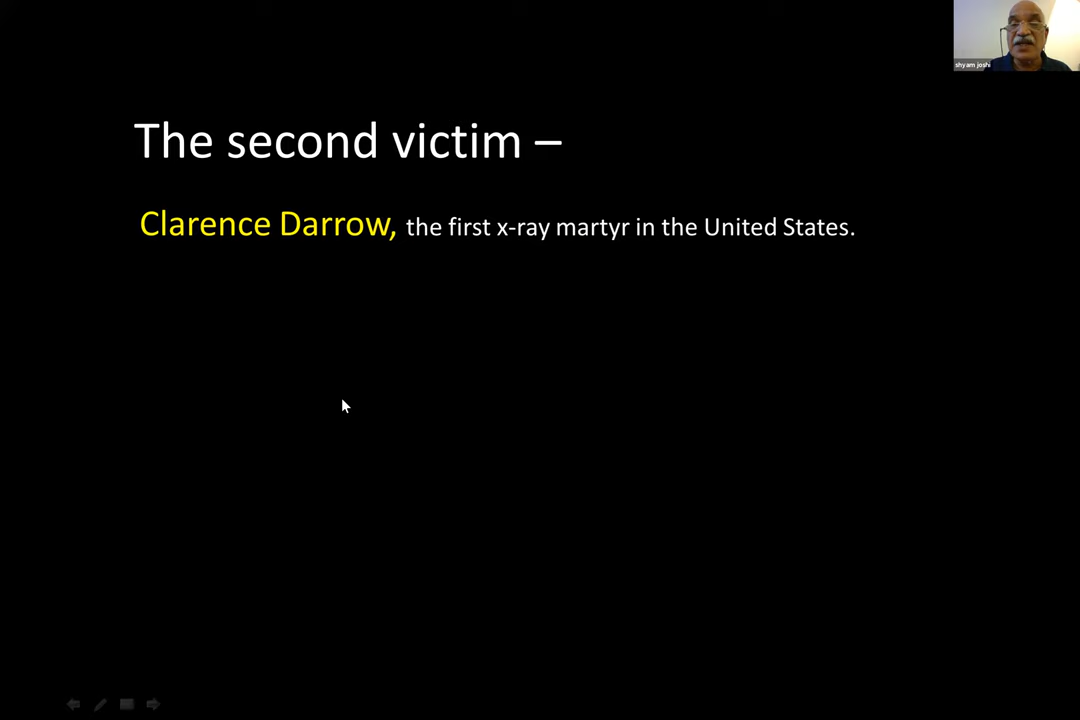 shyam joshi
The second victim –
Clarence Darrow, the first x-ray martyr in the United States.